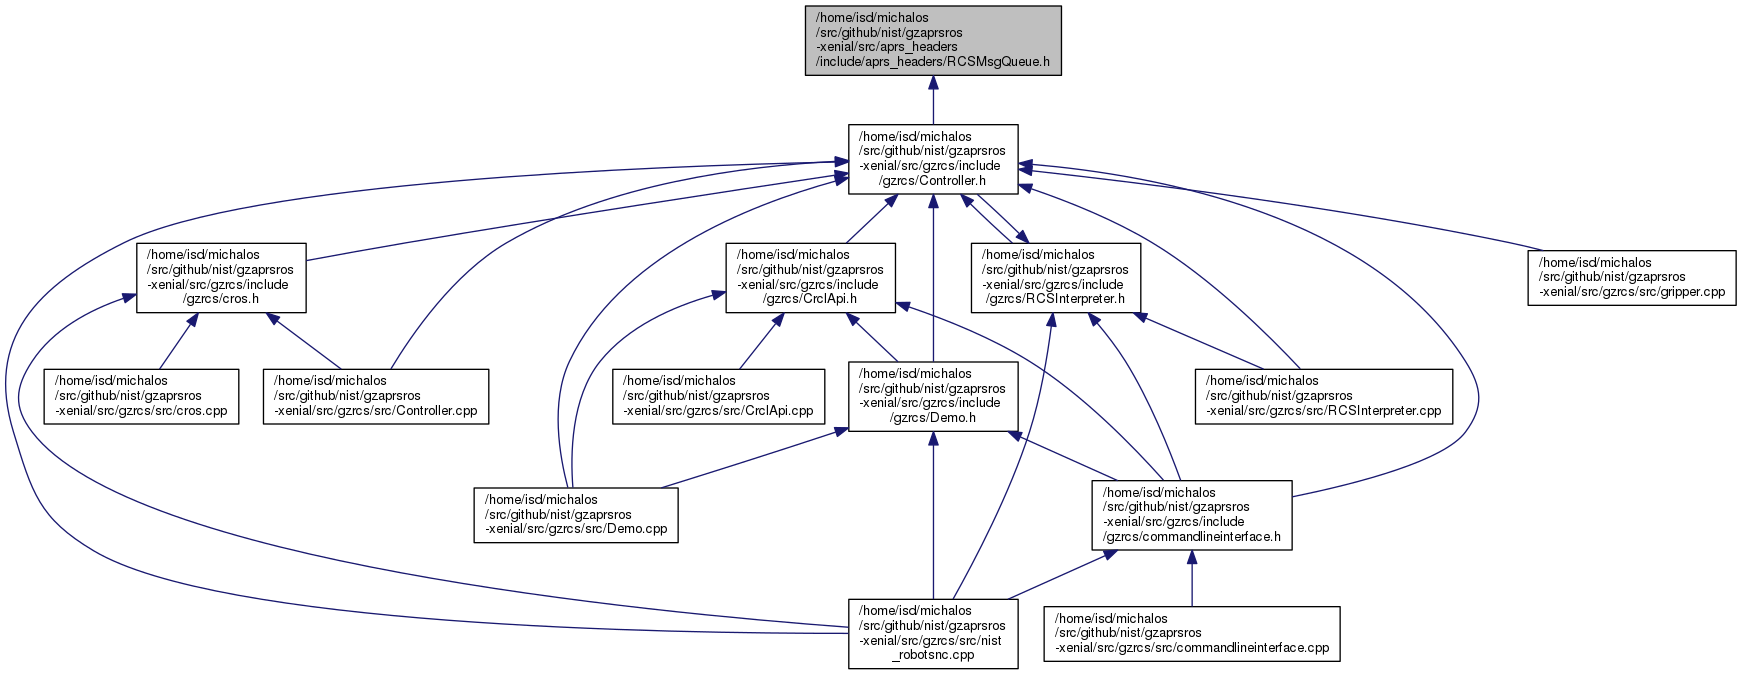 /home/isd/michalos
/src/github/nist/gzaprsros
-xenial/src/aprs_headers
/include/aprs_headers/RCSMsgQueue.h
/home/isd/michalos
/src/github/nist/gzaprsros
-xenial/src/gzrcs/include
/gzrcs/Controller.h
/home/isd/michalos
/src/github/nist/gzaprsros
-xenial/src/gzrcs/include
/gzrcs/cros.h
/home/isd/michalos
/src/github/nist/gzaprsros
-xenial/src/gzrcs/include
/gzrcs/CrclApi.h
/home/isd/michalos
/src/github/nist/gzaprsros
-xenial/src/gzrcs/include
/gzrcs/RCSInterpreter.h
/home/isd/michalos
/src/github/nist/gzaprsros
-xenial/src/gzrcs/src/gripper.cpp
/home/isd/michalos
/src/github/nist/gzaprsros
-xenial/src/gzrcs/src/cros.cpp
/home/isd/michalos
/src/github/nist/gzaprsros
-xenial/src/gzrcs/src/Controller.cpp
/home/isd/michalos
/src/github/nist/gzaprsros
-xenial/src/gzrcs/src/CrclApi.cpp
/home/isd/michalos
/src/github/nist/gzaprsros
-xenial/src/gzrcs/include
/gzrcs/Demo.h
/home/isd/michalos
/src/github/nist/gzaprsros
-xenial/src/gzrcs/src/RCSInterpreter.cpp
/home/isd/michalos
/src/github/nist/gzaprsros
-xenial/src/gzrcs/src/Demo.cpp
/home/isd/michalos
/src/github/nist/gzaprsros
-xenial/src/gzrcs/include
/gzrcs/commandlineinterface.h
/home/isd/michalos
/src/github/nist/gzaprsros
-xenial/src/gzrcs/src/nist
_robotsnc.cpp
/home/isd/michalos
/src/github/nist/gzaprsros
-xenial/src/gzrcs/src/commandlineinterface.cpp